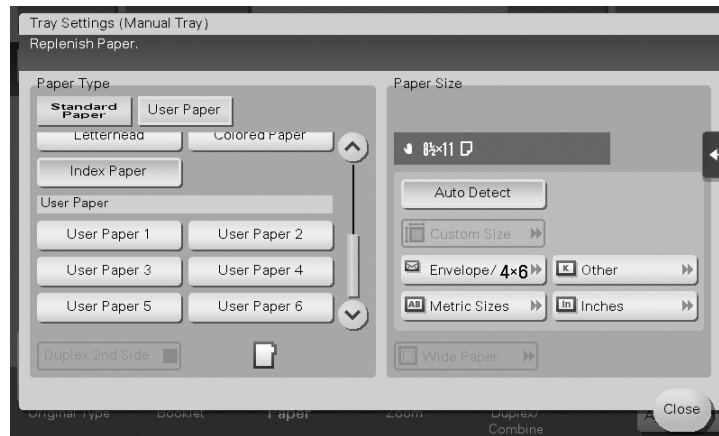 Tray Settings (Manual Tray)
Replenish Paper.
Paper Type
Standard Paper
User Paper
Letterhead
Colored Paper
Index Paper
User Paper
User Paper 1
User Paper 2
User Paper 3
User Paper 4
User Paper 5
User Paper 6
Duplex 2nd Side
Paper Size
8½×11
Auto Detect
Custom Size
Envelope/ 4×6
K Other
AB Metric Sizes
In Inches
Wide Paper
Close
Original Type
Booklet
Paper
Zoom
Duplex/
Combine